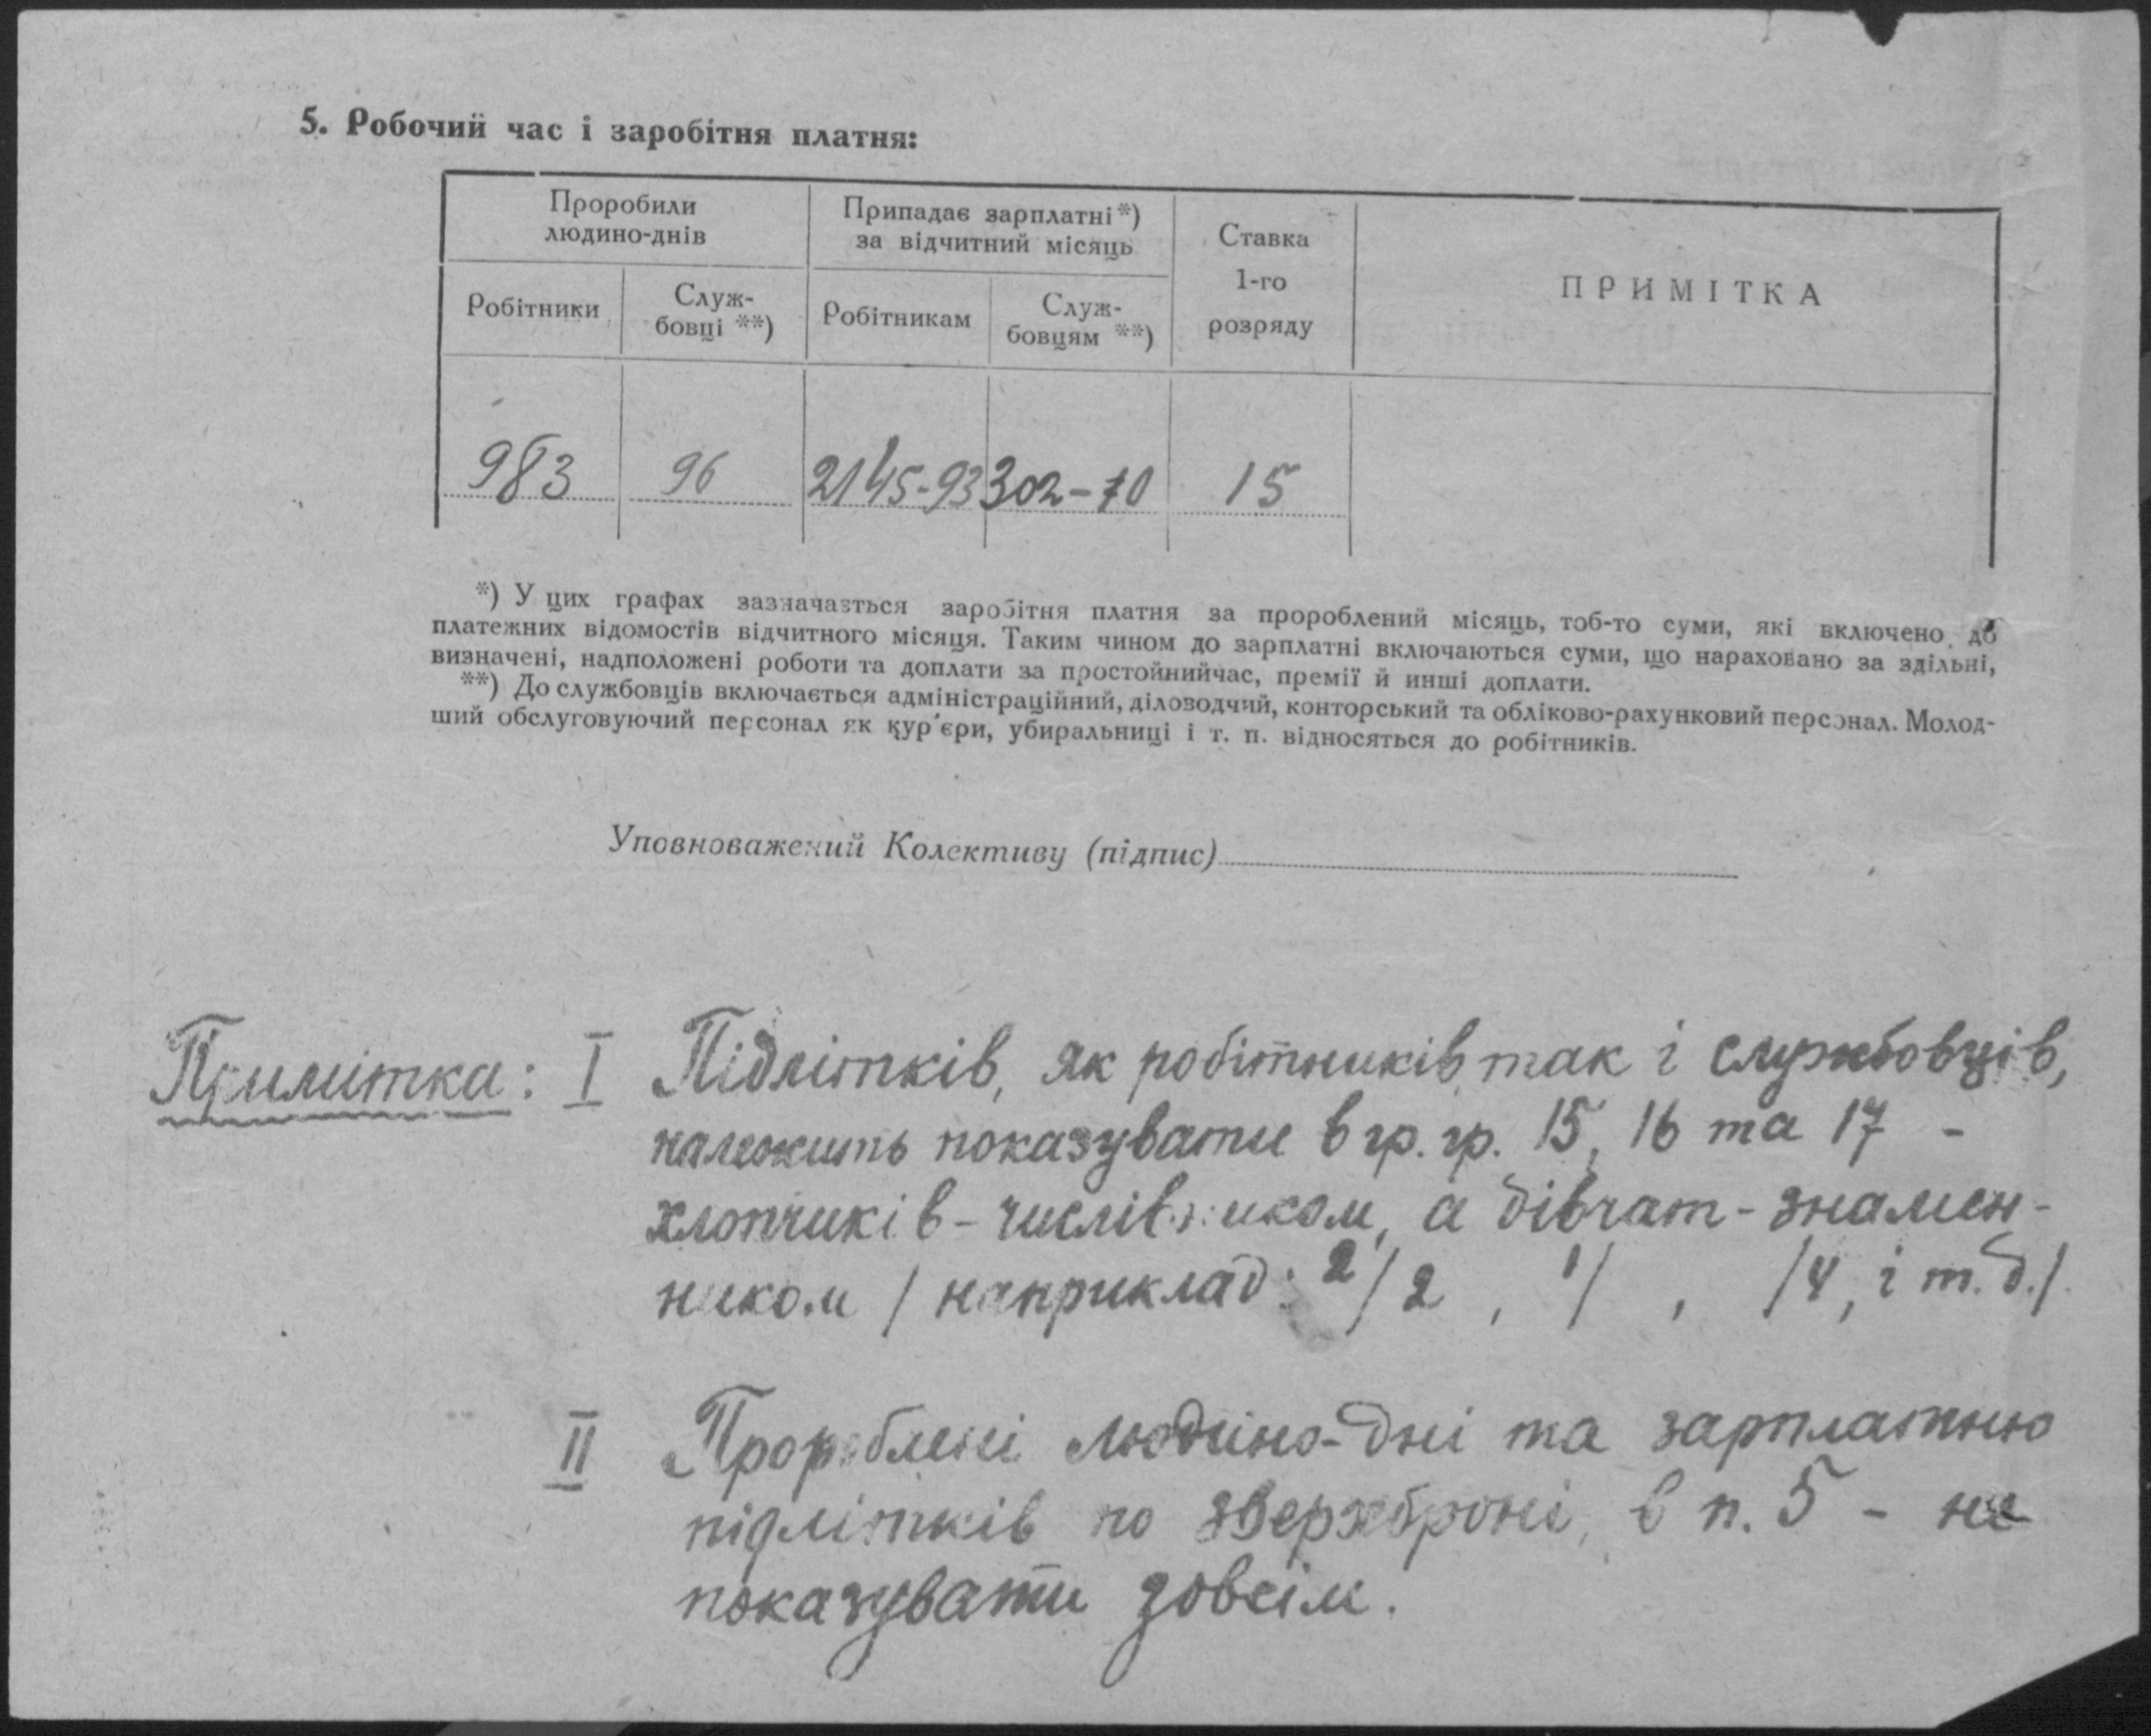 5. Робочий час і заробітня платня:
Проробили
людино-днів
Припадає зарплатні*)
за відчитний місяць
Ставка
1-го
розряду
ПРИМІТКА
Робітники
Служ-
бовці **)
Робітникам
Служ-
бовцям **)
983 96 2145-93 302-70 15
*) У цих графах зазначається заробітня платня за пророблений місяць, тоб-то суми, які включено до
платежних відомостів відчитного місяця. Таким чином до зарплатні включаються суми, що нараховано за здільні,
визначені, надположені роботи та доплати за простойнийчас, премії й инші доплати.
**) До службовців включається адміністраційний, діловодчий, конторський та обліково-рахунковий персонал. Молод-
ший обслуговуючий персонал як кур'єри, убиральниці і т. п. відносяться до робітників.
Уповноважений Колективу (підпис)
Примітка: I Підлітків, як робітників так і службовців,
належить показувати в гр. гр. 15, 16 та 17 -
хлопчиків - числівником, а дівчат - знамен-
ником / наприклад: 2/2 , 1/ , /4, і т. д./
II Пророблені людино-дні та зарплатню
підлітків по зверхброні, в п. 5 - не
показувати зовсім.